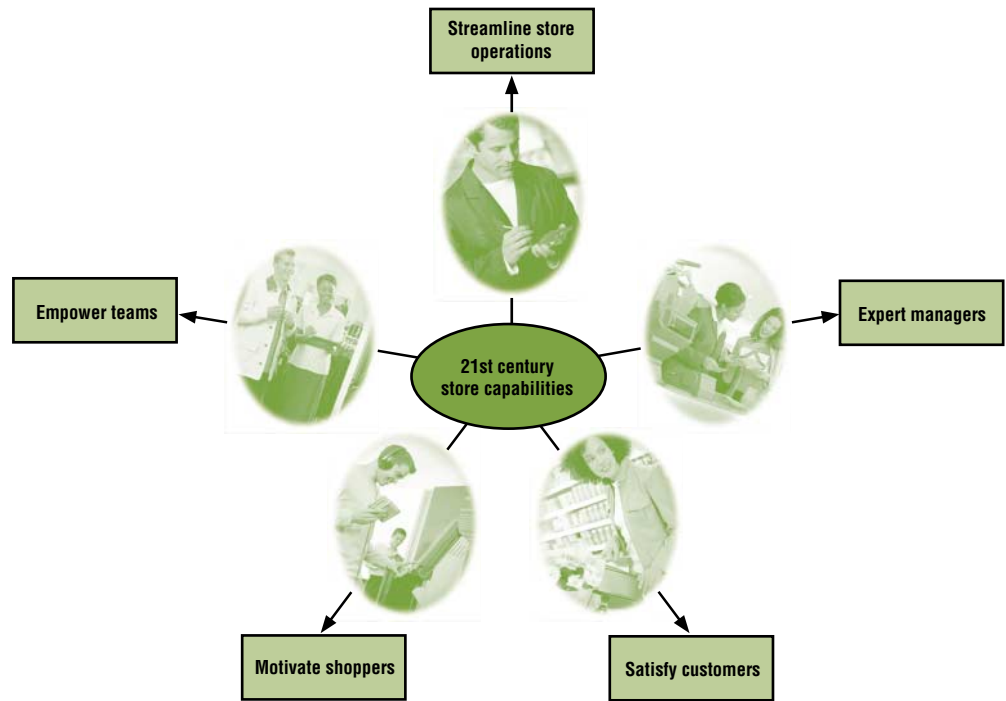 Streamline store
operations
Empower teams
Expert managers
21st century
store capabilities
Motivate shoppers
Satisfy customers